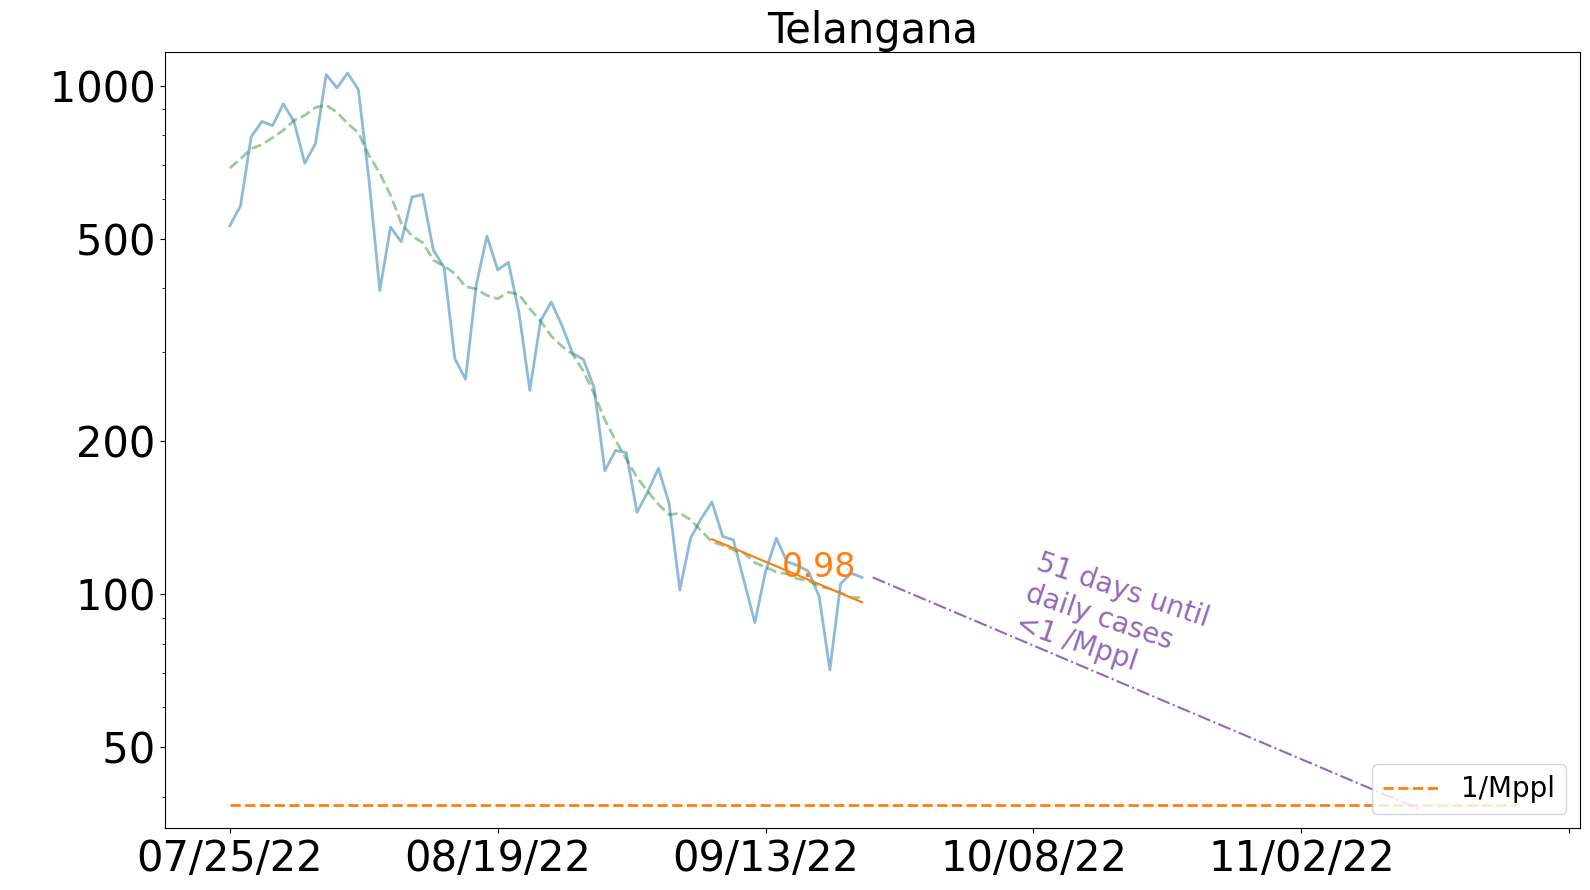 Telangana
1000
500
200
100
50
0.98
51 days until
daily cases
<1 /Mppl
1/Mppl
07/25/22
08/19/22
09/13/22
10/08/22
11/02/22